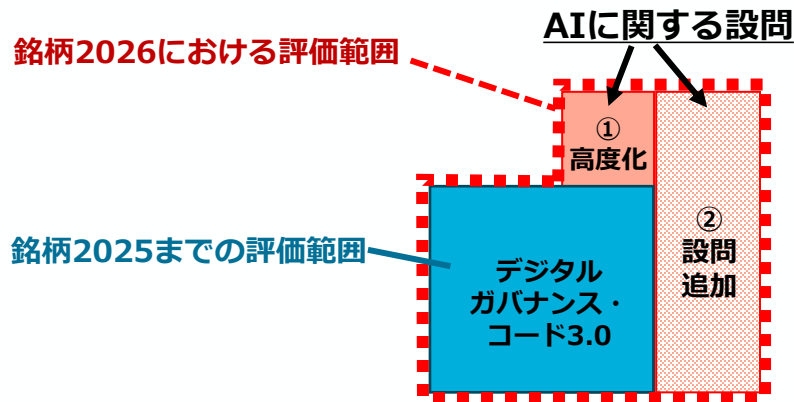 AIに関する設問
銘柄2026における評価範囲
①
高度化
②
設問
追加
銘柄2025までの評価範囲
デジタル
ガバナンス・
コード3.0